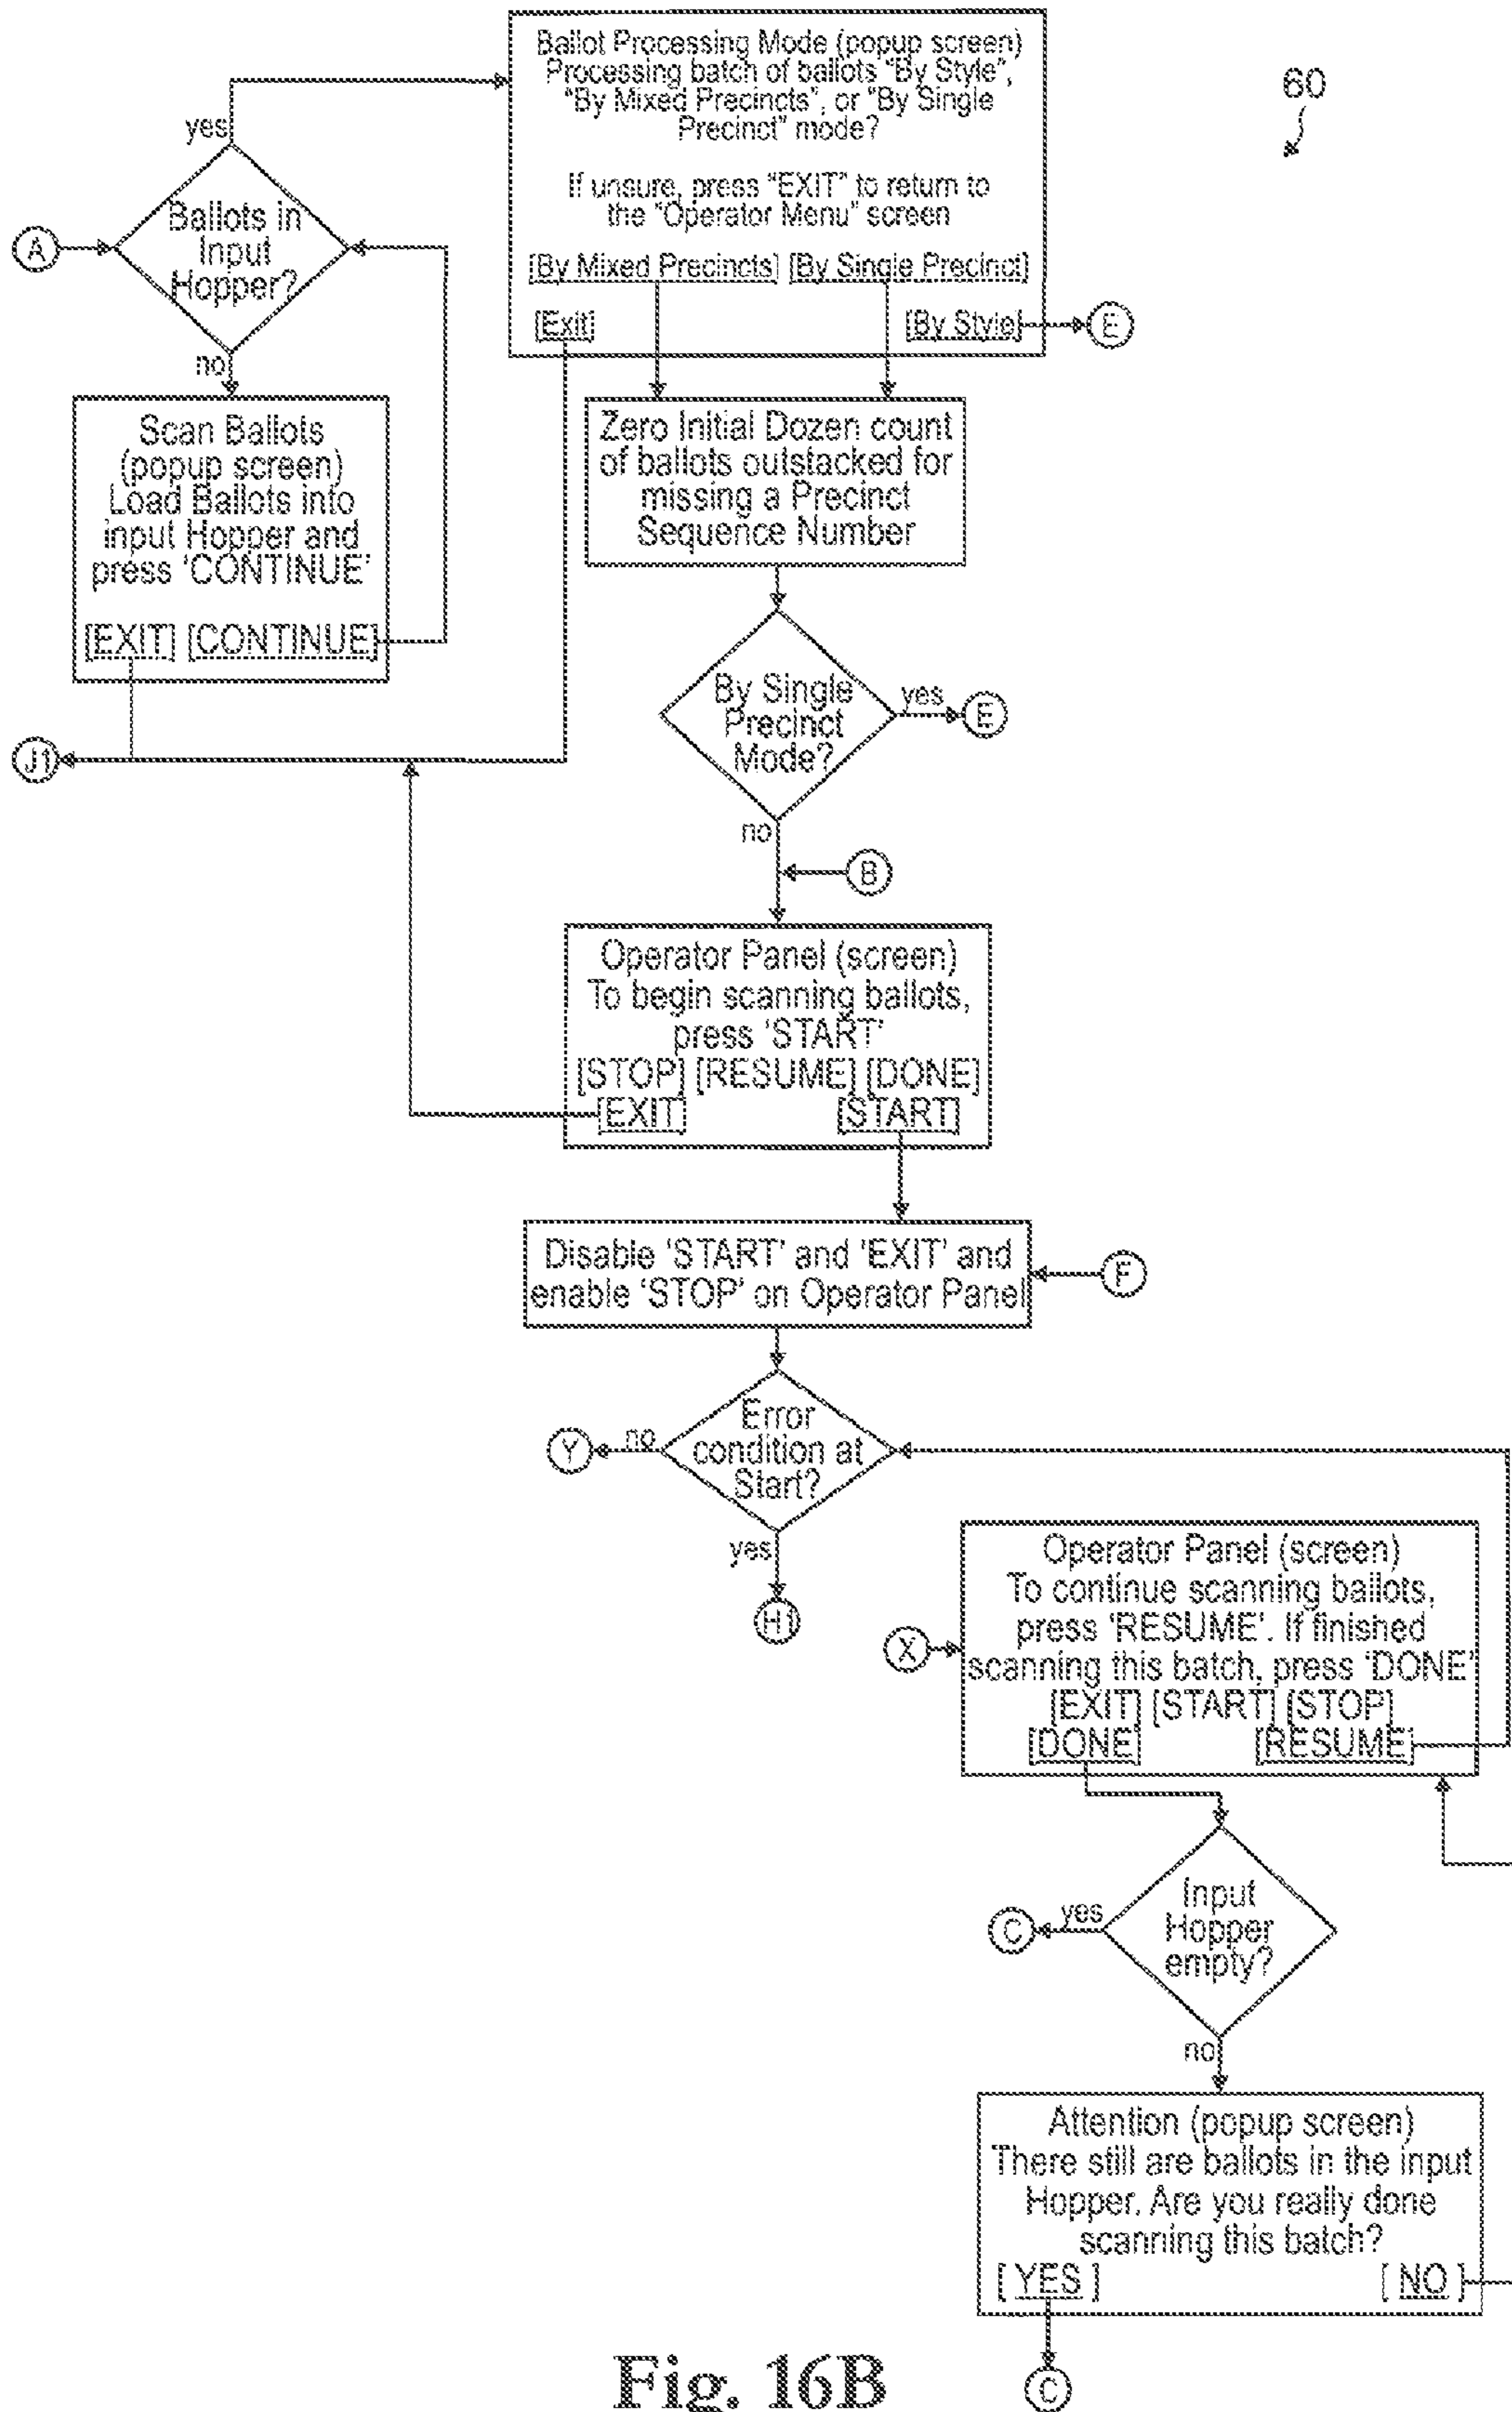 Ballot Processing Mode (popup screen)
Processing batch of ballots "By Style",
"By Mixed Precincts", or "By Single
Precinct" mode?
If unsure, press "EXIT" to return to
the "Operator Menu" screen
[By Mixed Precincts] [By Single Precinct]
[Exit]
[By Style]
E
60
yes
A
Ballots in
Input
Hopper?
no
Scan Ballots
(popup screen)
Load Ballots into
input Hopper and
press 'CONTINUE'
[EXIT] [CONTINUE]
J1
Zero Initial Dozen count
of ballots outstacked for
missing a Precinct
Sequence Number
By Single
Precinct
Mode?
yes
E
no
B
Operator Panel (screen)
To begin scanning ballots,
press 'START'
[STOP] [RESUME] [DONE]
[EXIT] [START]
Disable 'START' and 'EXIT' and
enable 'STOP' on Operator Panel
F
Error
condition at
Start?
no
Y
yes
H1
X
Operator Panel (screen)
To continue scanning ballots,
press 'RESUME'. If finished
scanning this batch, press 'DONE'
[EXIT] [START] [STOP]
[DONE] [RESUME]
Input
Hopper
empty?
yes
C
no
Attention (popup screen)
There still are ballots in the input
Hopper. Are you really done
scanning this batch?
[ YES ] [ NO ]
C
Fig. 16B